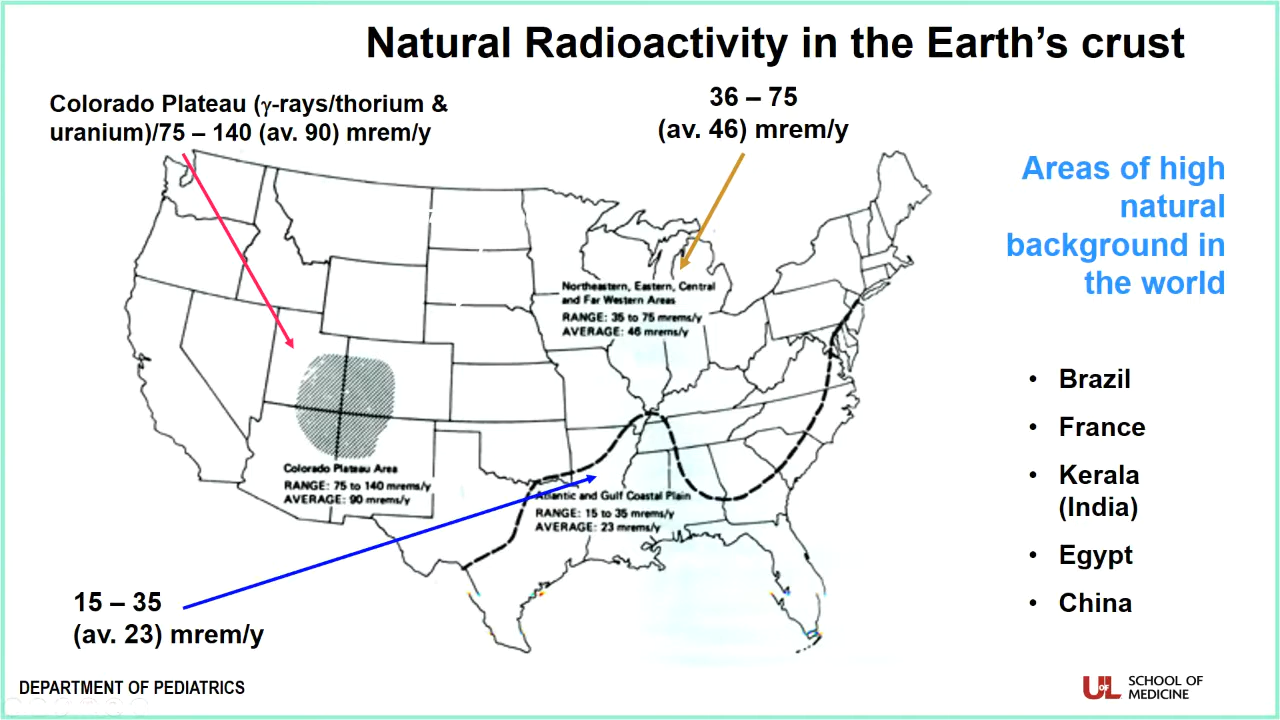 Natural Radioactivity in the Earth's crust
Colorado Plateau (γ-rays/thorium &
uranium)/75 – 140 (av. 90) mrem/y
36 – 75
(av. 46) mrem/y
Areas of high
natural
background in
the world
Northeastern, Eastern, Central
and Far Western Areas
RANGE: 35 to 75 mrems/y
AVERAGE: 46 mrems/y
• Brazil
• France
• Kerala
(India)
• Egypt
• China
Colorado Plateau Area
RANGE: 75 to 140 mrems/y
AVERAGE: 90 mrems/y
Atlantic and Gulf Coastal Plain
RANGE: 15 to 35 mrems/y
AVERAGE: 23 mrems/y
15 – 35
(av. 23) mrem/y
DEPARTMENT OF PEDIATRICS
UofL
SCHOOL OF
MEDICINE